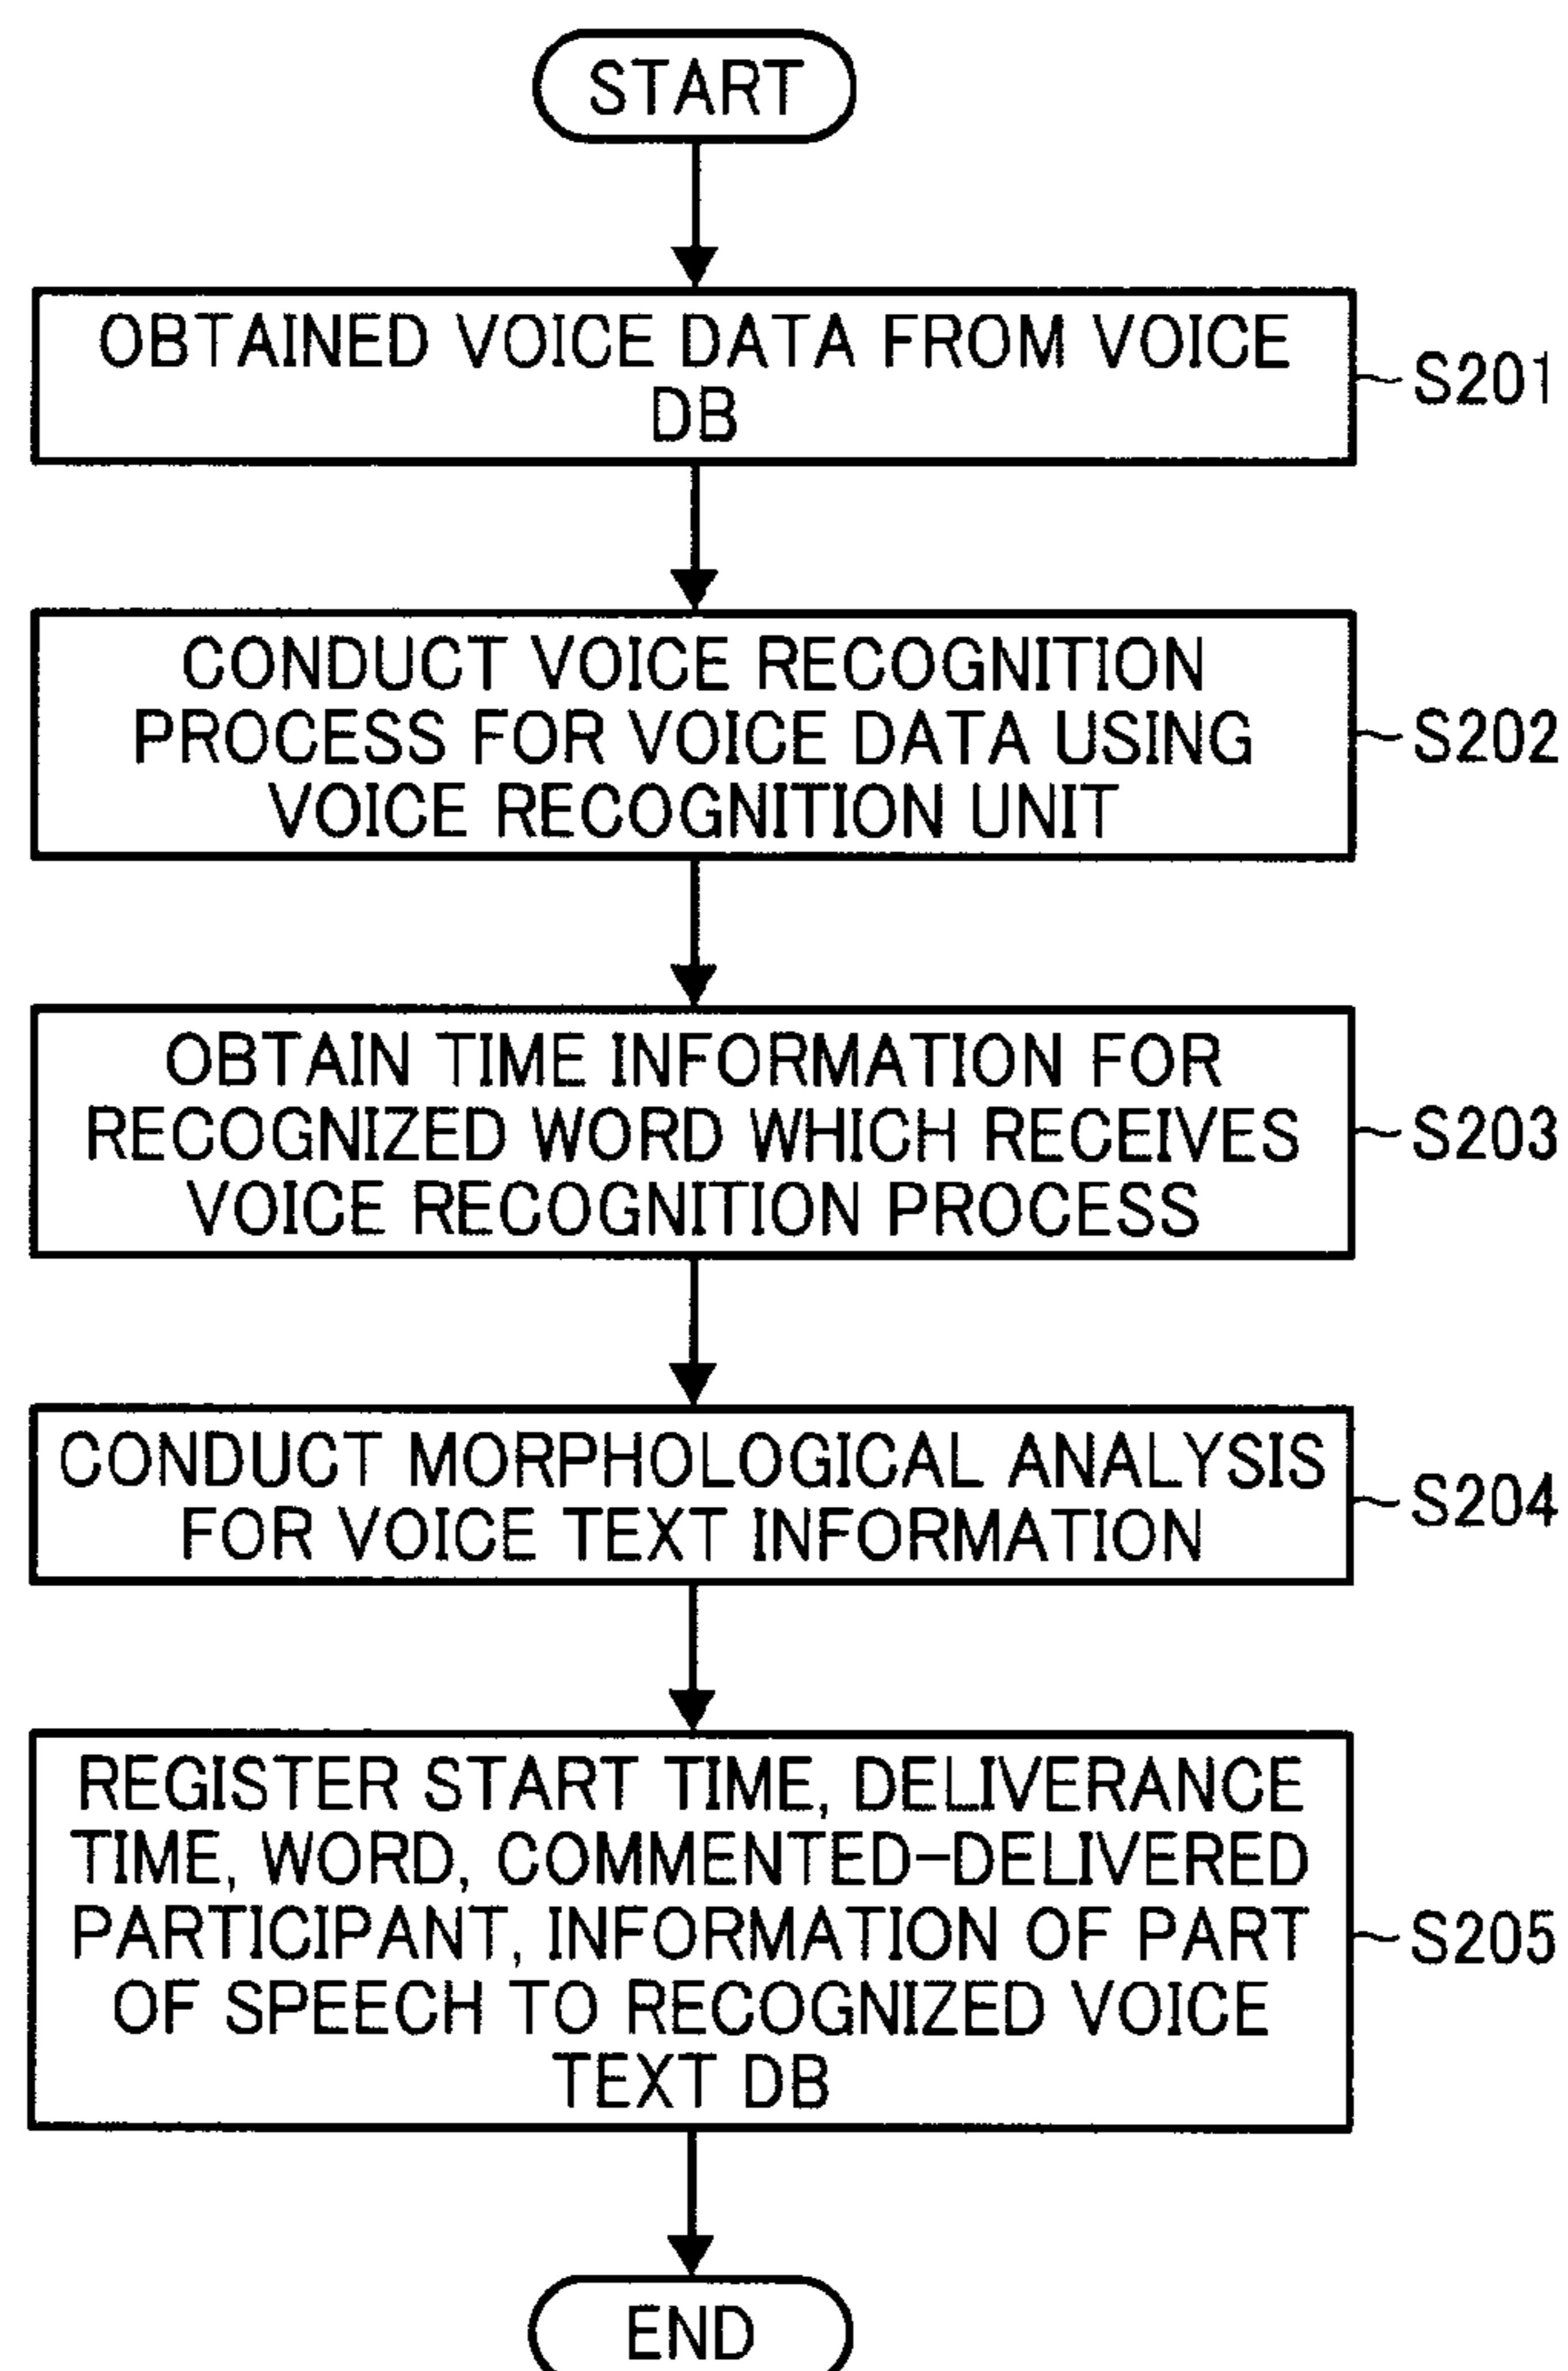 START
OBTAINED VOICE DATA FROM VOICE
DB
S201
CONDUCT VOICE RECOGNITION
PROCESS FOR VOICE DATA USING
VOICE RECOGNITION UNIT
S202
OBTAIN TIME INFORMATION FOR
RECOGNIZED WORD WHICH RECEIVES
VOICE RECOGNITION PROCESS
S203
CONDUCT MORPHOLOGICAL ANALYSIS
FOR VOICE TEXT INFORMATION
S204
REGISTER START TIME, DELIVERANCE
TIME, WORD, COMMENTED-DELIVERED
PARTICIPANT, INFORMATION OF PART
OF SPEECH TO RECOGNIZED VOICE
TEXT DB
S205
END